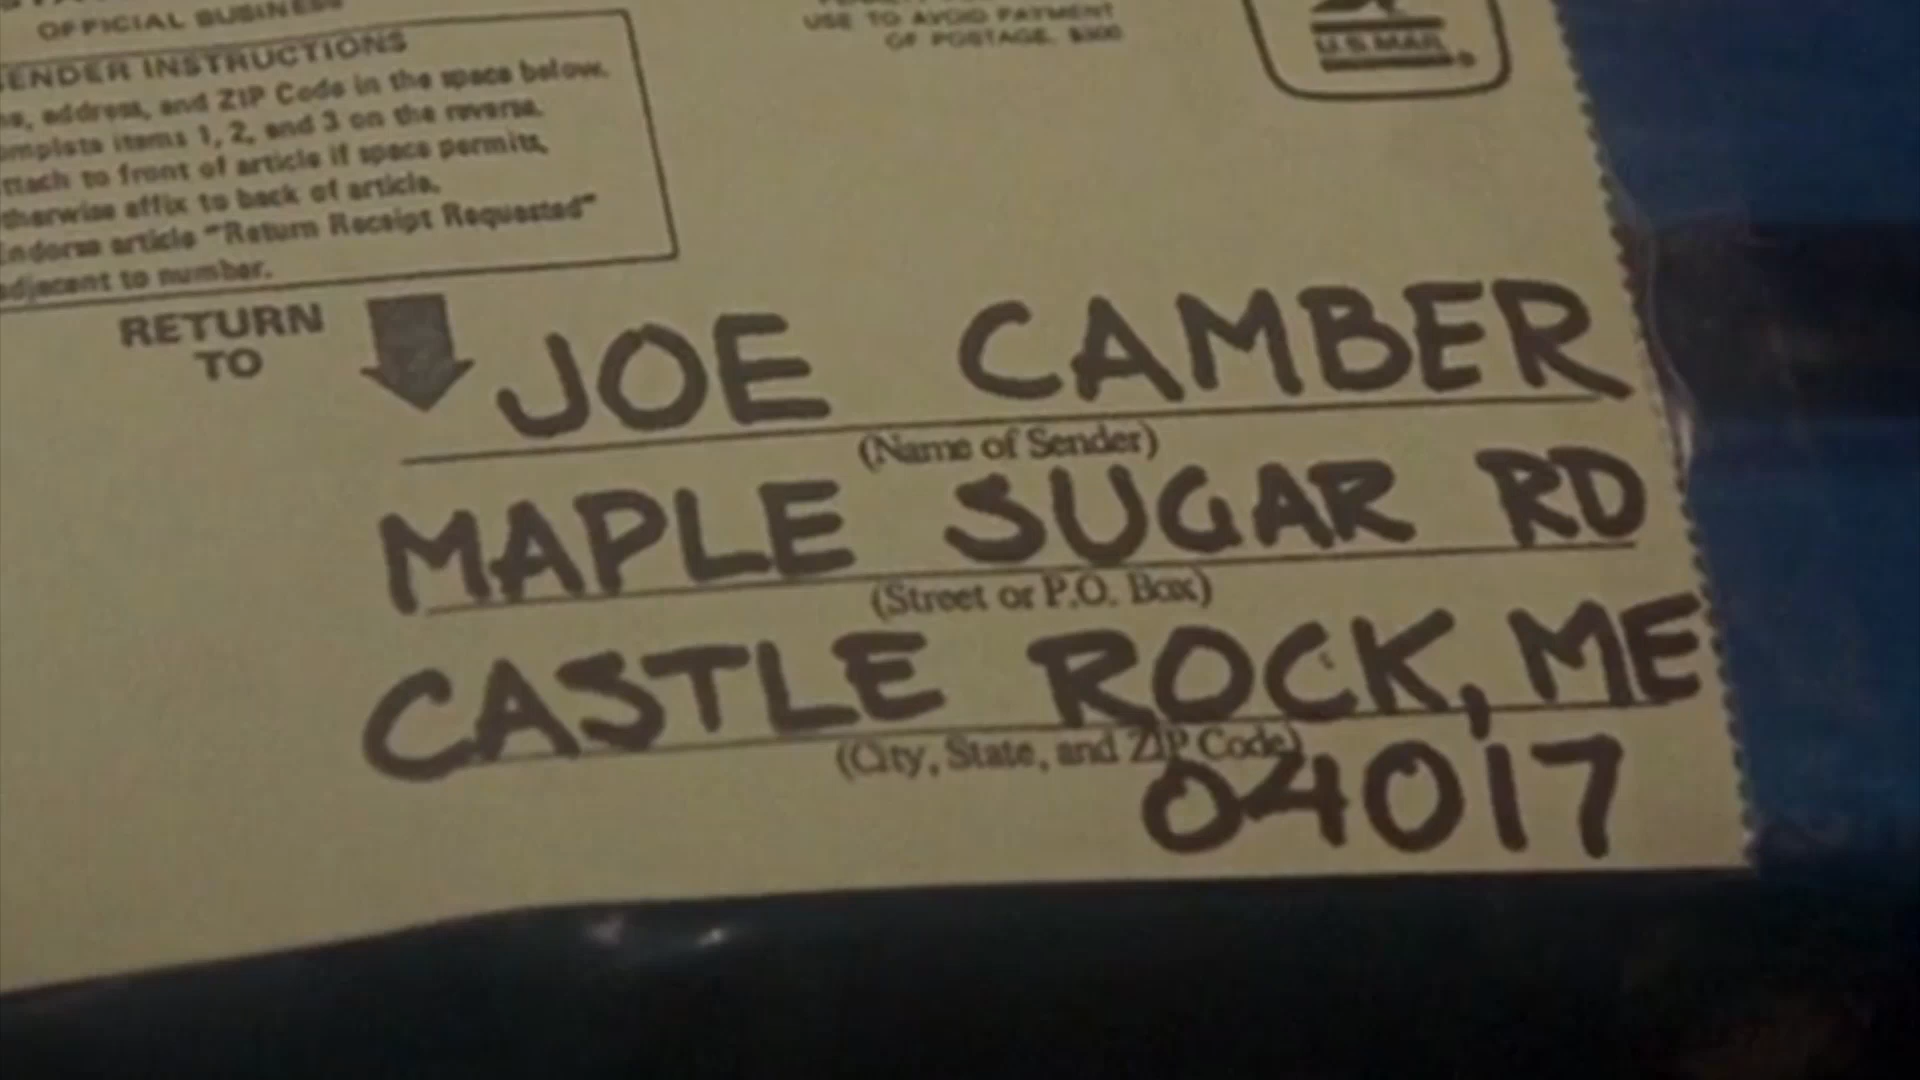 OFFICIAL BUSINESS
SENDER INSTRUCTIONS
address, and ZIP Code in the space below.
items 1, 2, and 3 on the reverse.
to front of article if space permits,
affix to back of article.
article "Return Receipt Requested"
to number.
USE TO AVOID PAYMENT
OF POSTAGE, $300
U.S.MAIL
RETURN
TO
JOE CAMBER
(Name of Sender)
MAPLE SUGAR RD
(Street or P.O. Box)
CASTLE ROCK, ME
(City, State, and ZIP Code)
04017